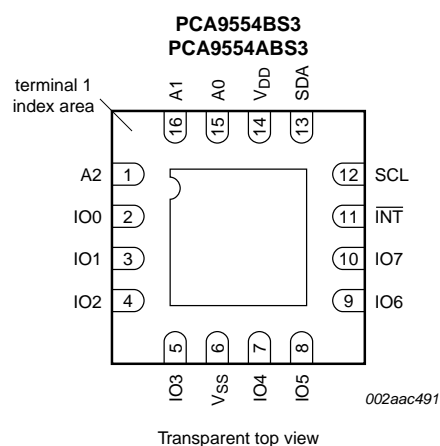 PCA9554BS3
PCA9554ABS3
terminal 1
index area
A1 A0 VDD SDA
16 15 14 13
A2 1 12 SCL
IO0 2 11 INT
IO1 3 10 IO7
IO2 4 9 IO6
5 6 7 8
IO3 VSS IO4 IO5
002aac491
Transparent top view